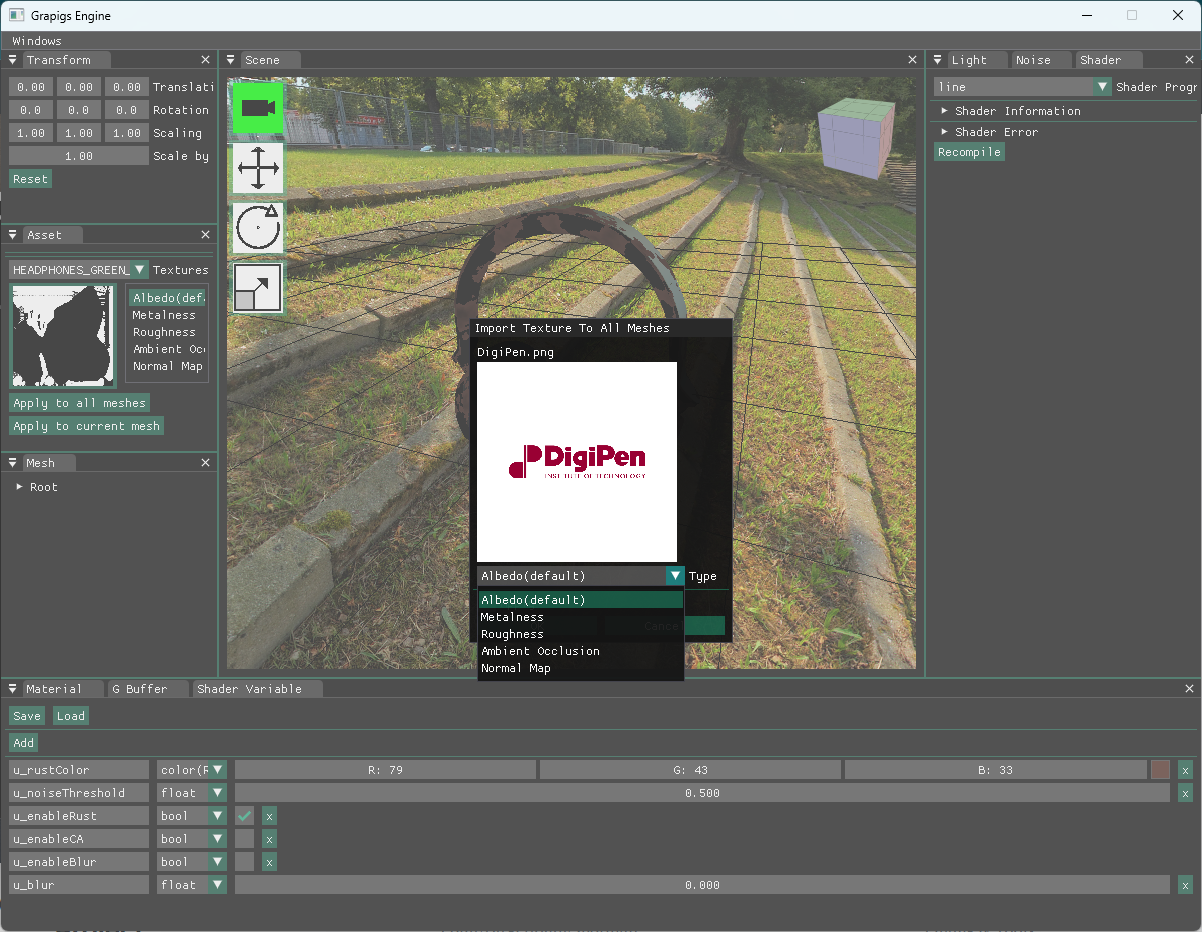 Grapigs Engine
Windows
Transform
0.00 0.00 0.00 Translati
0.0 0.0 0.0 Rotation
1.00 1.00 1.00 Scaling
1.00 Scale by
Reset
Asset
HEADPHONES_GREEN_ Textures
Albedo(def
Metalness
Roughness
Ambient Occ
Normal Map
Apply to all meshes
Apply to current mesh
Mesh
Root
Scene
Import Texture To All Meshes
DigiPen.png
DigiPen
INSTITUTE OF TECHNOLOGY
Albedo(default) Type
Albedo(default)
Metalness
Roughness
Ambient Occlusion
Normal Map
Cancel
Light Noise Shader
line Shader Progr
Shader Information
Shader Error
Recompile
Material G Buffer Shader Variable
Save Load
Add
u_rustColor color(R R: 79 G: 43 B: 33 x
u_noiseThreshold float 0.500 x
u_enableRust bool x
u_enableCA bool x
u_enableBlur bool x
u_blur float 0.000 x